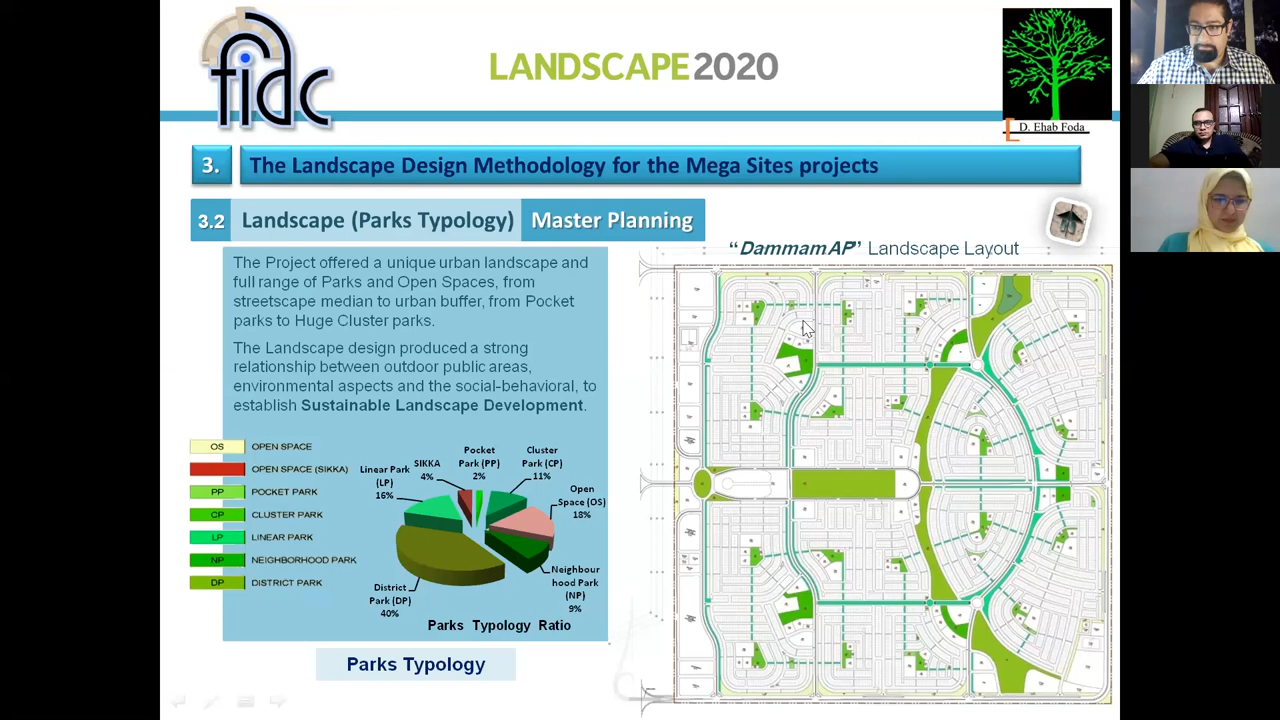 fidc
LANDSCAPE2020
D. Ehab Foda
3.
The Landscape Design Methodology for the Mega Sites projects
3.2
Landscape (Parks Typology)
Master Planning
The Project offered a unique urban landscape and
full range of Parks and Open Spaces, from
streetscape median to urban buffer, from Pocket
parks to Huge Cluster parks.
The Landscape design produced a strong
relationship between outdoor public areas,
environmental aspects and the social-behavioral, to
establish Sustainable Landscape Development.
OS OPEN SPACE
OPEN SPACE (SIKKA)
PP POCKET PARK
CP CLUSTER PARK
LP LINEAR PARK
NP NEIGHBORHOOD PARK
DP DISTRICT PARK
Linear Park
(LP)
16%
SIKKA
4%
Pocket
Park (PP)
2%
Cluster
Park (CP)
11%
Open
Space (OS)
18%
Neighbour
hood Park
(NP)
9%
District
Park (DP)
40%
Parks Typology Ratio
Parks Typology
“DammamAP” Landscape Layout